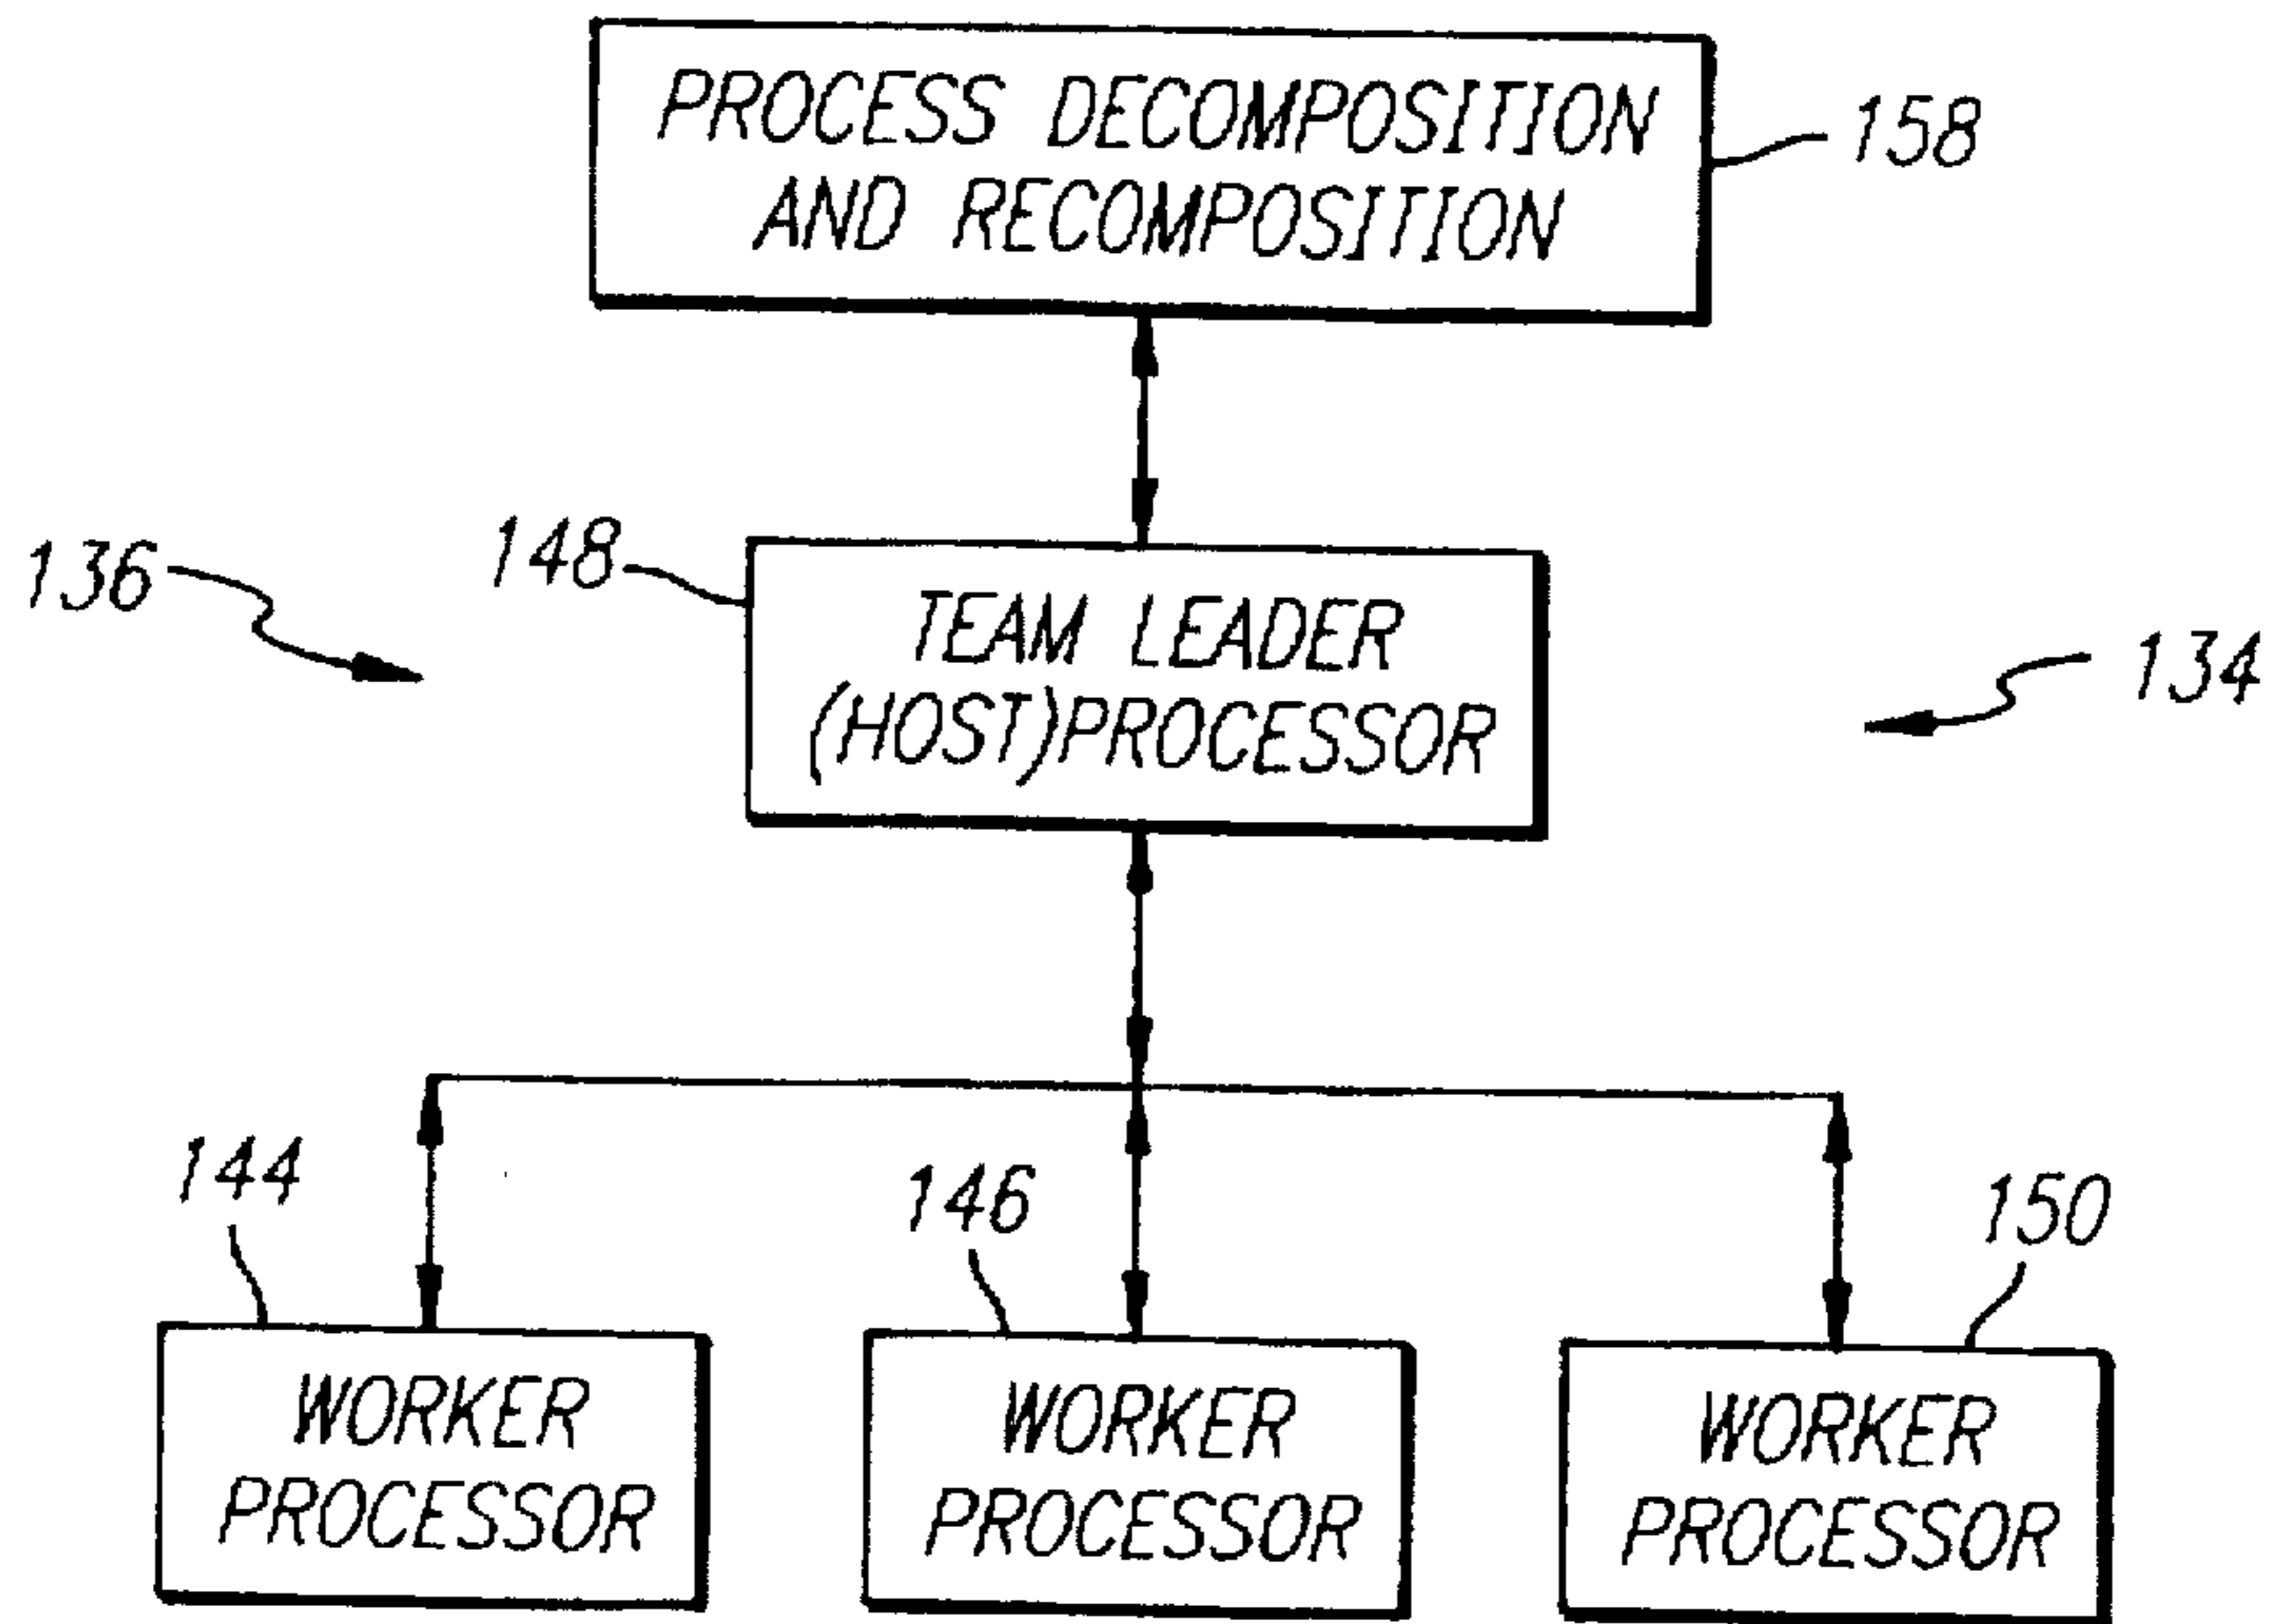 PROCESS DECOMPOSITION
AND RECOMPOSITION
158
136
148
TEAM LEADER
(HOST)PROCESSOR
134
144
146
150
WORKER
PROCESSOR
WORKER
PROCESSOR
WORKER
PROCESSOR